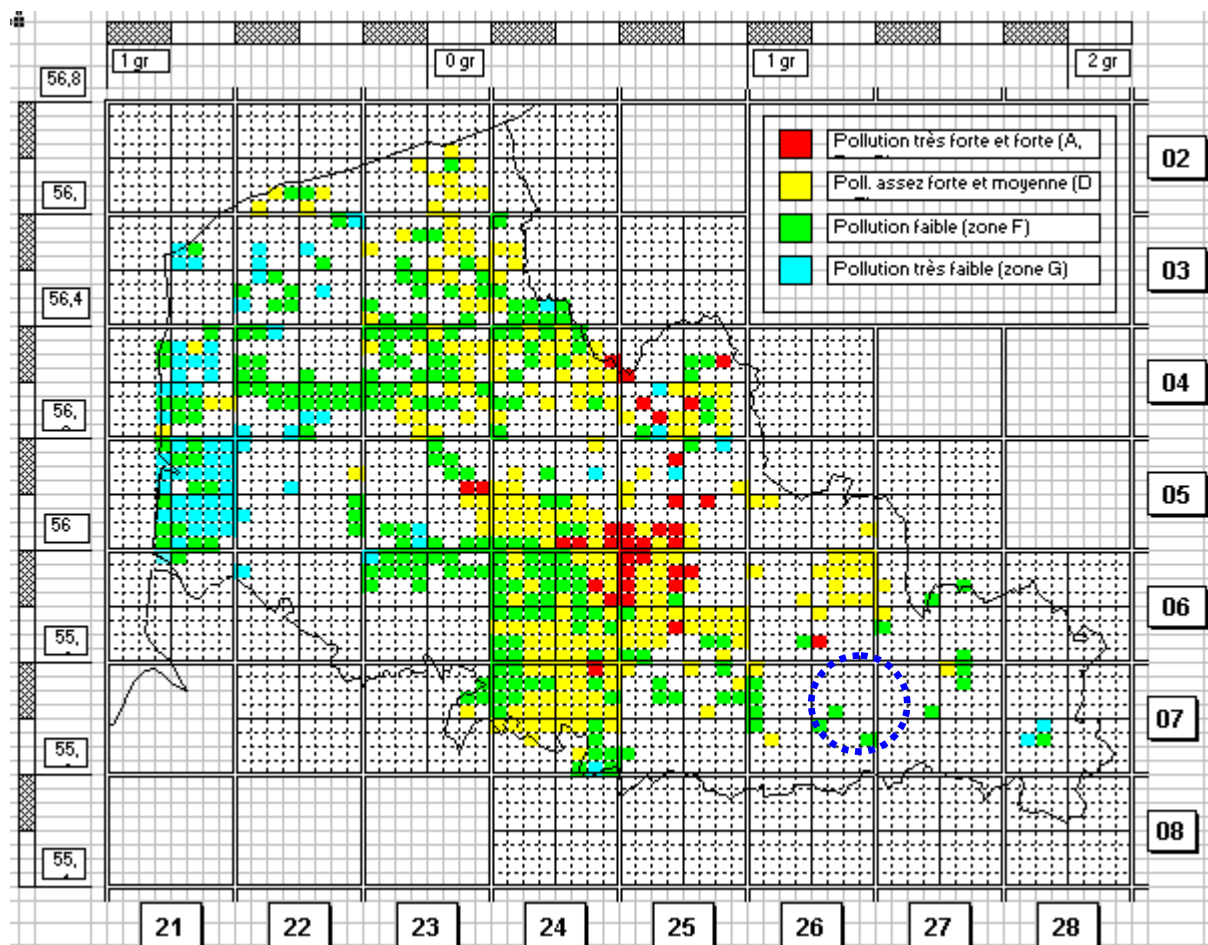 1 gr
0 gr
1 gr
2 gr
56,8
Pollution très forte et forte (A,
02
Poll. assez forte et moyenne (D
56,
Pollution faible (zone F)
Pollution très faible (zone G)
03
56,4
04
56,
05
56
06
55,
07
55,
08
55,
21
22
23
24
25
26
27
28